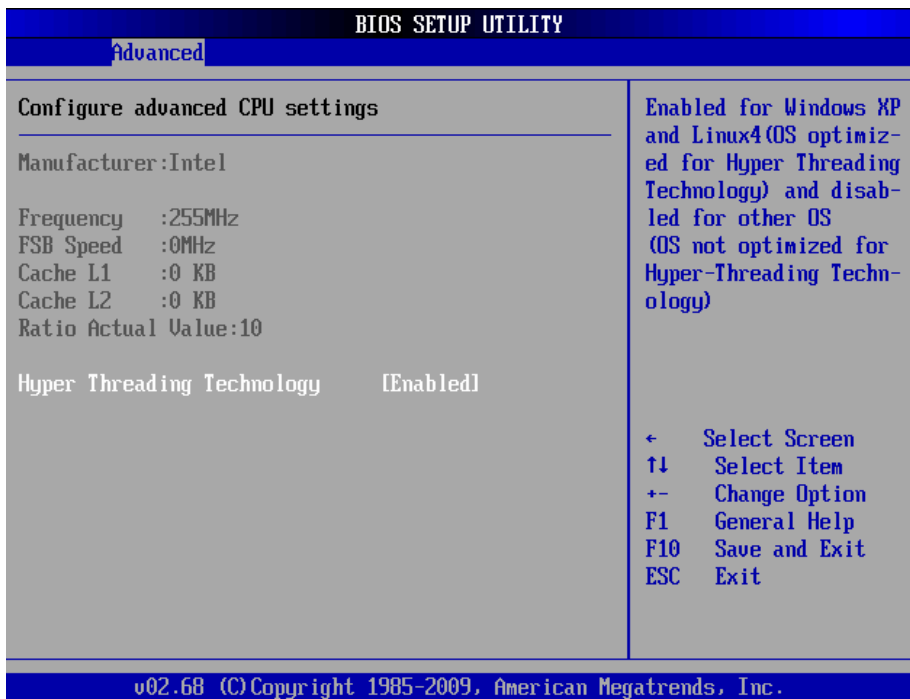 BIOS SETUP UTILITY
Advanced
Configure advanced CPU settings
Manufacturer:Intel
Frequency :255MHz
FSB Speed :0MHz
Cache L1 :0 KB
Cache L2 :0 KB
Ratio Actual Value:10
Hyper Threading Technology [Enabled]
Enabled for Windows XP
and Linux4(OS optimiz-
ed for Hyper Threading
Technology) and disab-
led for other OS
(OS not optimized for
Hyper-Threading Techn-
ology)
← Select Screen
↑↓ Select Item
+- Change Option
F1 General Help
F10 Save and Exit
ESC Exit
v02.68 (C)Copyright 1985-2009, American Megatrends, Inc.